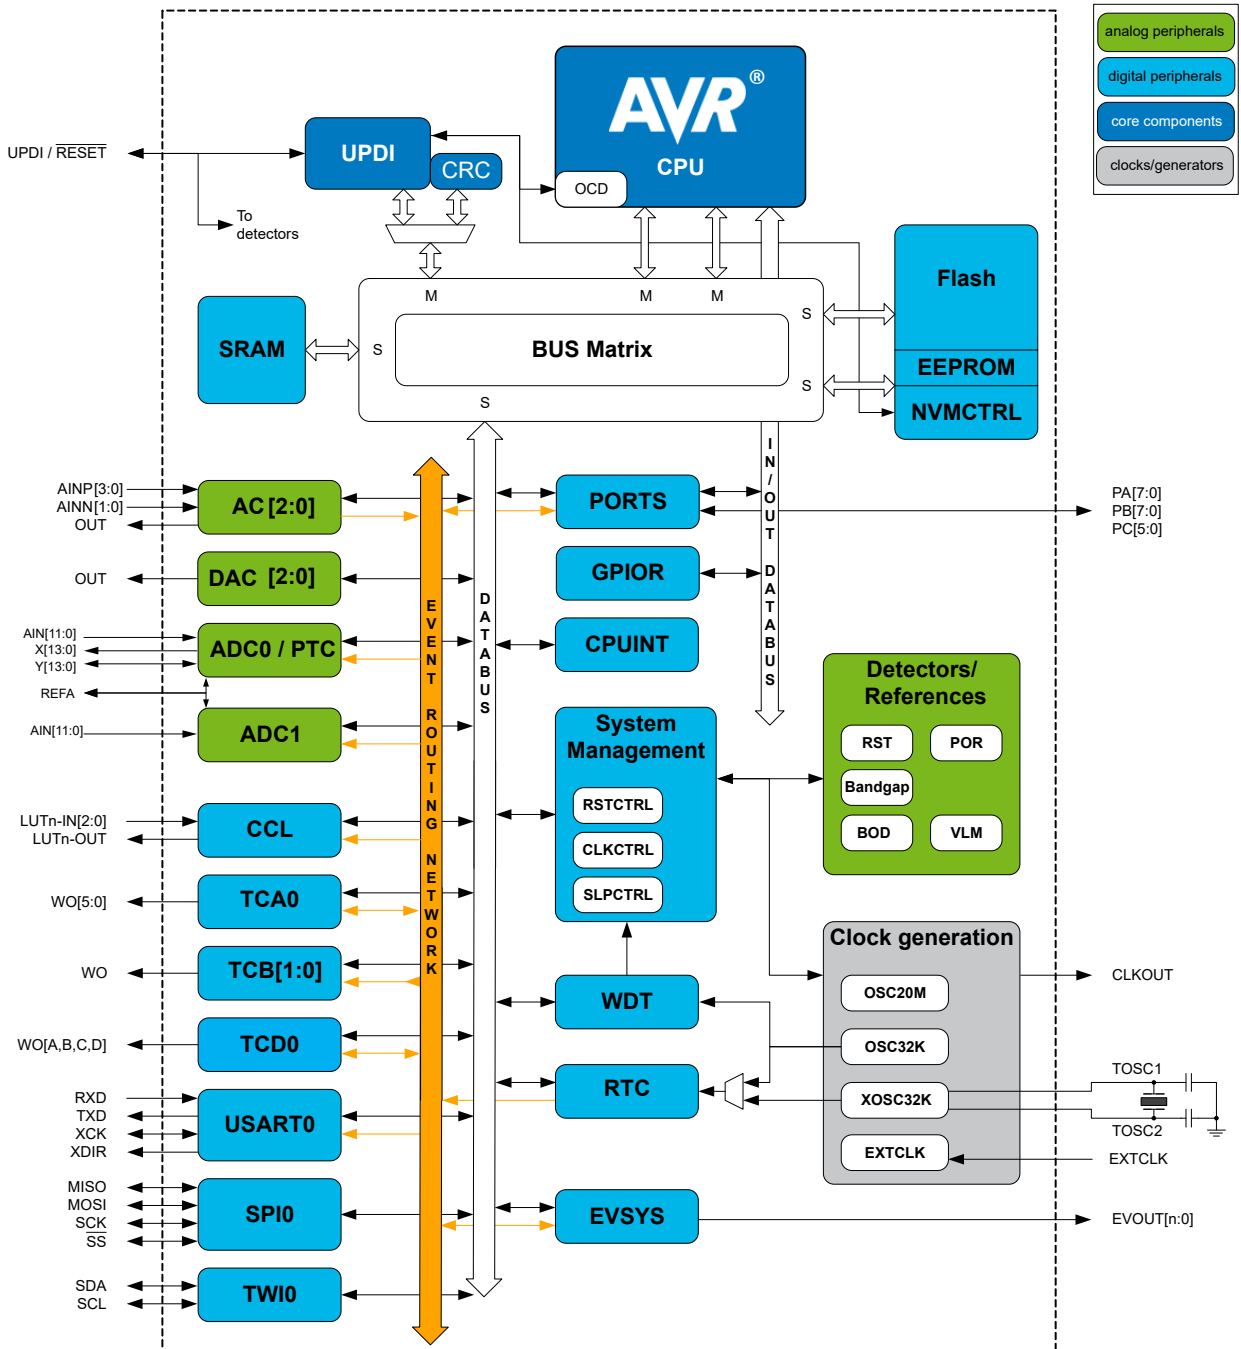 analog peripherals
digital peripherals
core components
clocks/generators
AVR®
CPU
OCD
UPDI
CRC
UPDI / RESET
To
detectors
Flash
EEPROM
NVMCTRL
SRAM
M
M
M
S
S
S
S
BUS Matrix
AINP[3:0]
AINN[1:0]
OUT
AC [2:0]
OUT
DAC [2:0]
AIN[11:0]
X[13:0]
Y[13:0]
ADC0 / PTC
REFA
AIN[11:0]
ADC1
LUTn-IN[2:0]
LUTn-OUT
CCL
WO[5:0]
TCA0
WO
TCB[1:0]
WO[A,B,C,D]
TCD0
RXD
TXD
XCK
XDIR
USART0
MISO
MOSI
SCK
SS
SPI0
SDA
SCL
TWI0
EVENT ROUTING NETWORK
DATABUS
IN/OUT DATABUS
PORTS
PA[7:0]
PB[7:0]
PC[5:0]
GPIOR
CPUINT
System
Management
RSTCTRL
CLKCTRL
SLPCTRL
WDT
RTC
EVSYS
EVOUT[n:0]
Detectors/
References
RST
POR
Bandgap
BOD
VLM
Clock generation
OSC20M
OSC32K
XOSC32K
EXTCLK
CLKOUT
TOSC1
TOSC2
EXTCLK